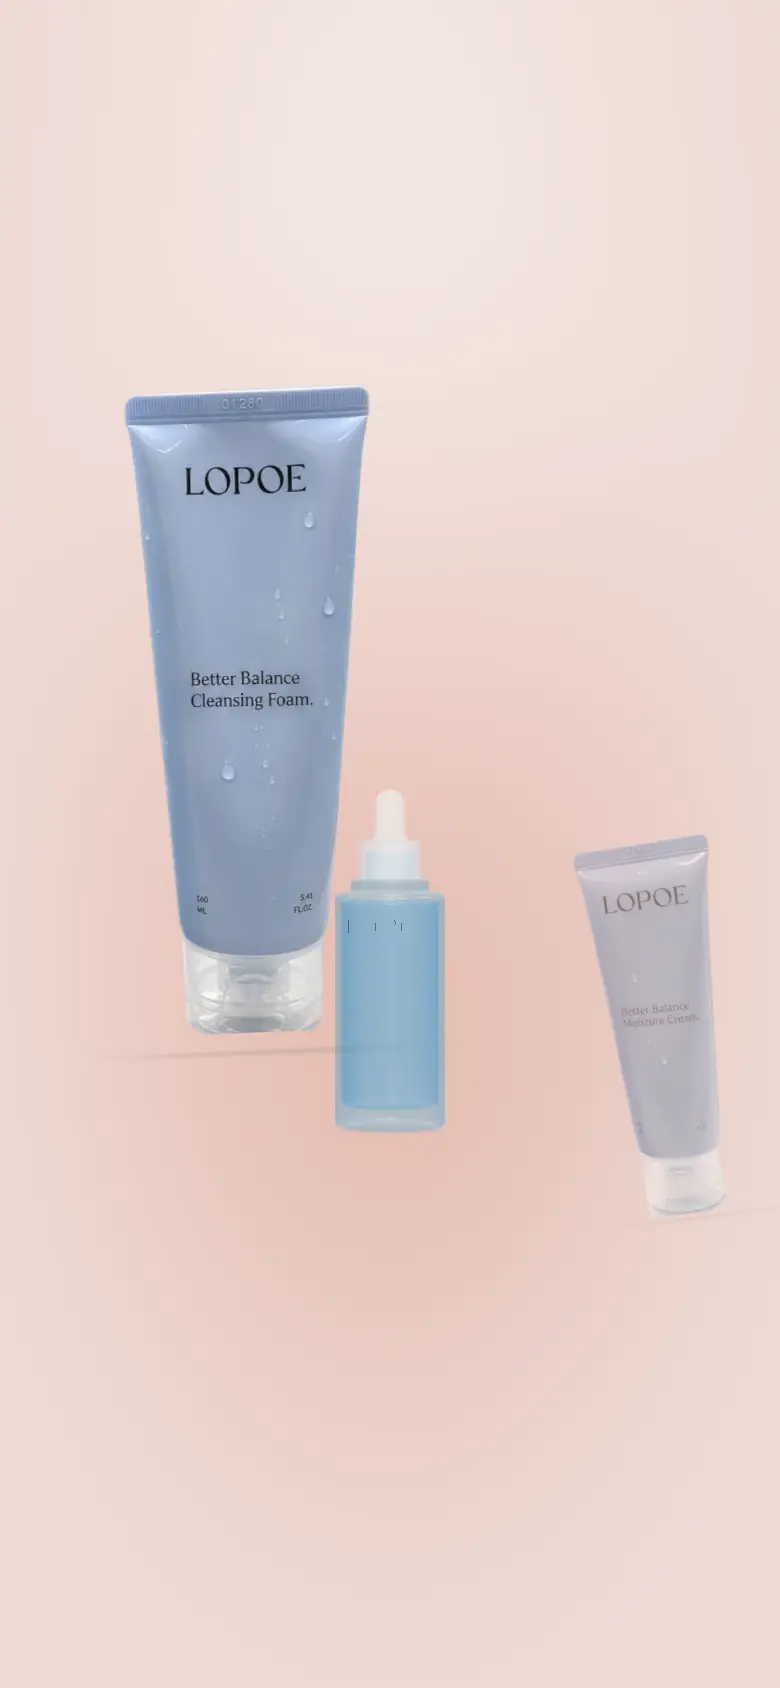 01280
LOPOE
Better Balance
Cleansing Foam.
160
ML
5.41
FL.OZ.
LOPOE
Better Balance
Moisture Cream.